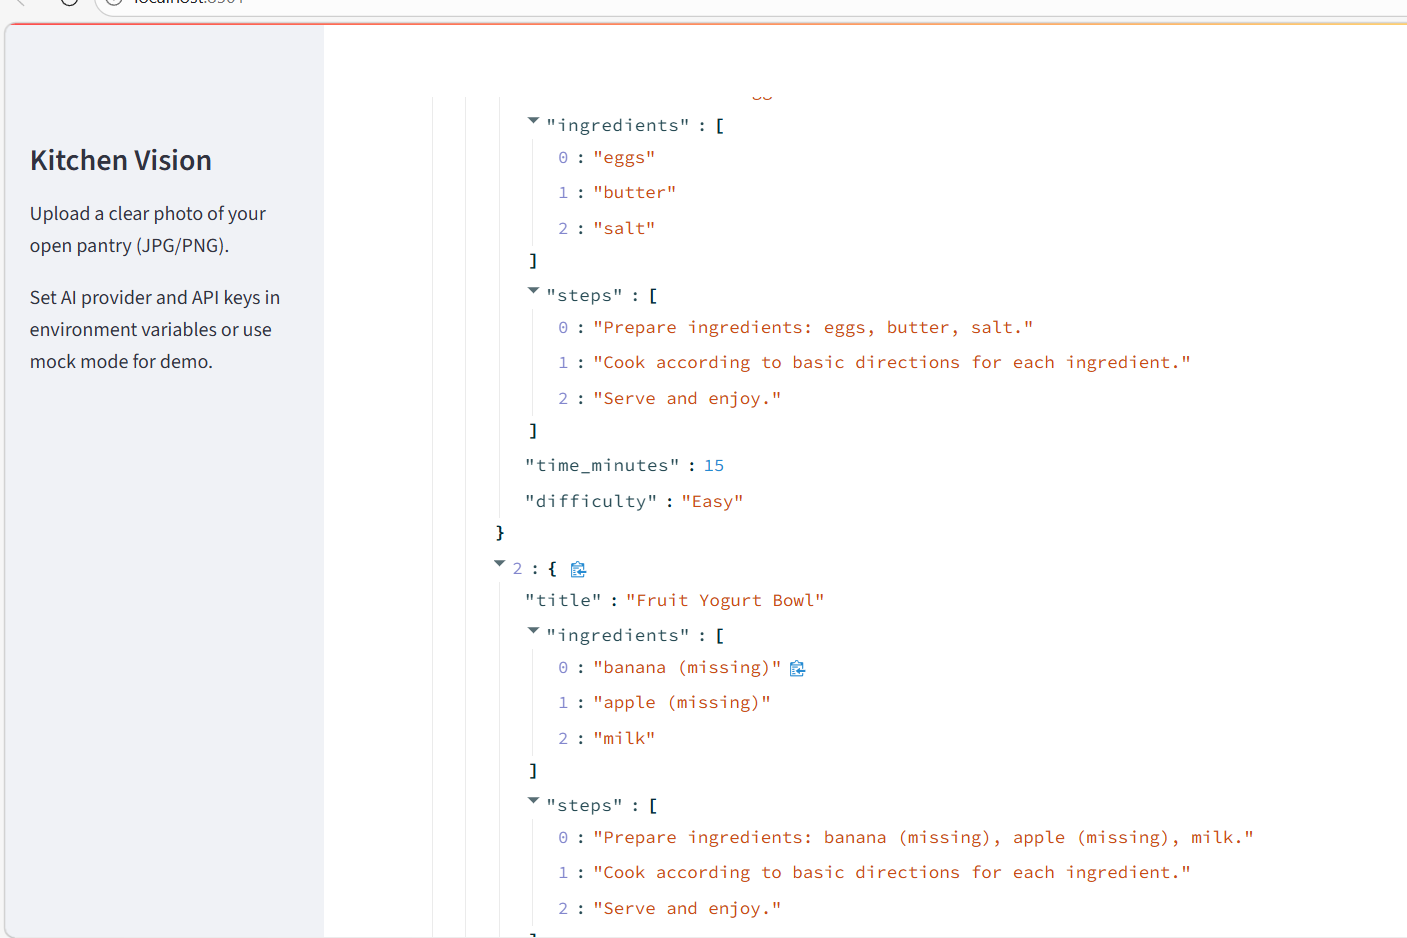 Kitchen Vision
Upload a clear photo of your
open pantry (JPG/PNG).
Set AI provider and API keys in
environment variables or use
mock mode for demo.
"ingredients" : [
0 : "eggs"
1 : "butter"
2 : "salt"
]
"steps" : [
0 : "Prepare ingredients: eggs, butter, salt."
1 : "Cook according to basic directions for each ingredient."
2 : "Serve and enjoy."
]
"time_minutes" : 15
"difficulty" : "Easy"
}
2 : {
"title" : "Fruit Yogurt Bowl"
"ingredients" : [
0 : "banana (missing)"
1 : "apple (missing)"
2 : "milk"
]
"steps" : [
0 : "Prepare ingredients: banana (missing), apple (missing), milk."
1 : "Cook according to basic directions for each ingredient."
2 : "Serve and enjoy."